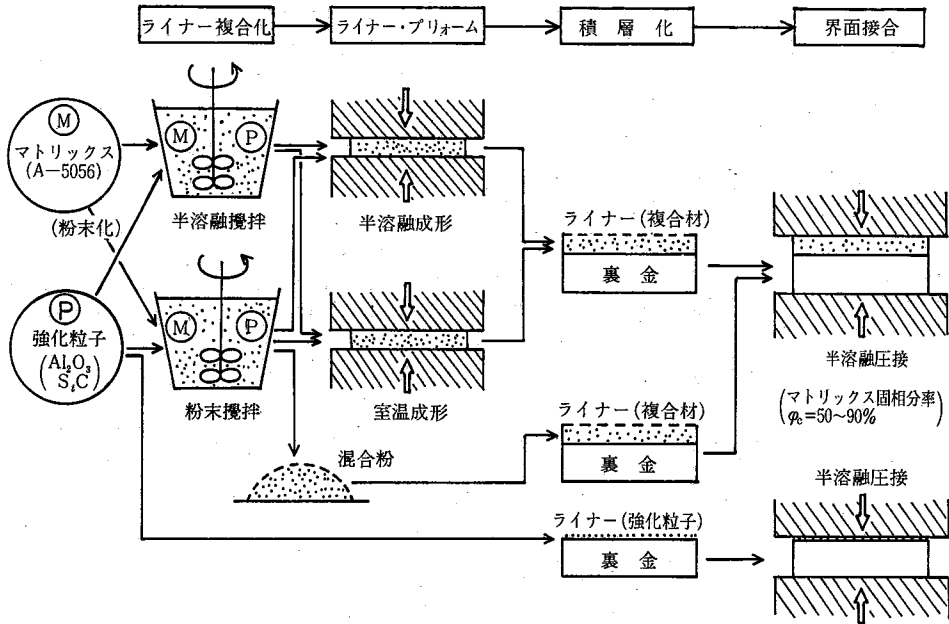 ライナー複合化
ライナー・プリォーム
積層化
界面接合
M
マトリックス
(A-5056)
(粉末化)
P
強化粒子
(Al₂O₃
SiC)
M P
半溶融攪拌
M P
粉末攪拌
半溶融成形
室温成形
混合粉
ライナー(複合材)
裏金
ライナー(複合材)
裏金
ライナー(強化粒子)
裏金
半溶融圧接
(マトリックス固相分率
φc=50~90%)
半溶融圧接